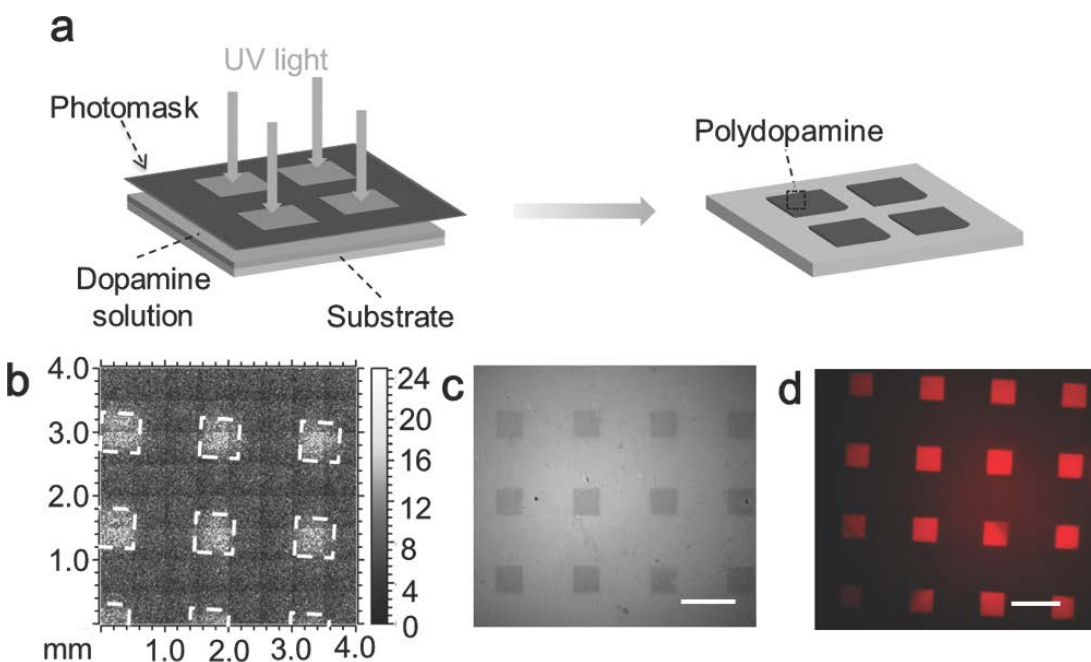 a
UV light
Photomask
Polydopamine
Dopamine
solution
Substrate
b
4.0
3.0
2.0
1.0
mm
1.0
2.0
3.0
4.0
24
20
16
12
8
4
0
c
d